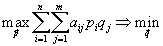 max_p ∑_{i=1}^{n} ∑_{j=1}^{m} a_{ij} p_i q_j ⇒ min_q